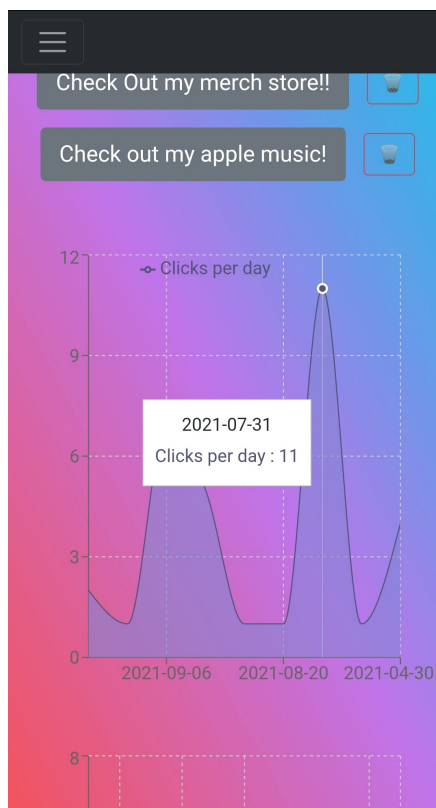 Check Out my merch store!!
Check out my apple music!
12
Clicks per day
9
2021-07-31
Clicks per day : 11
6
3
0
2021-09-06 2021-08-20 2021-04-30
8